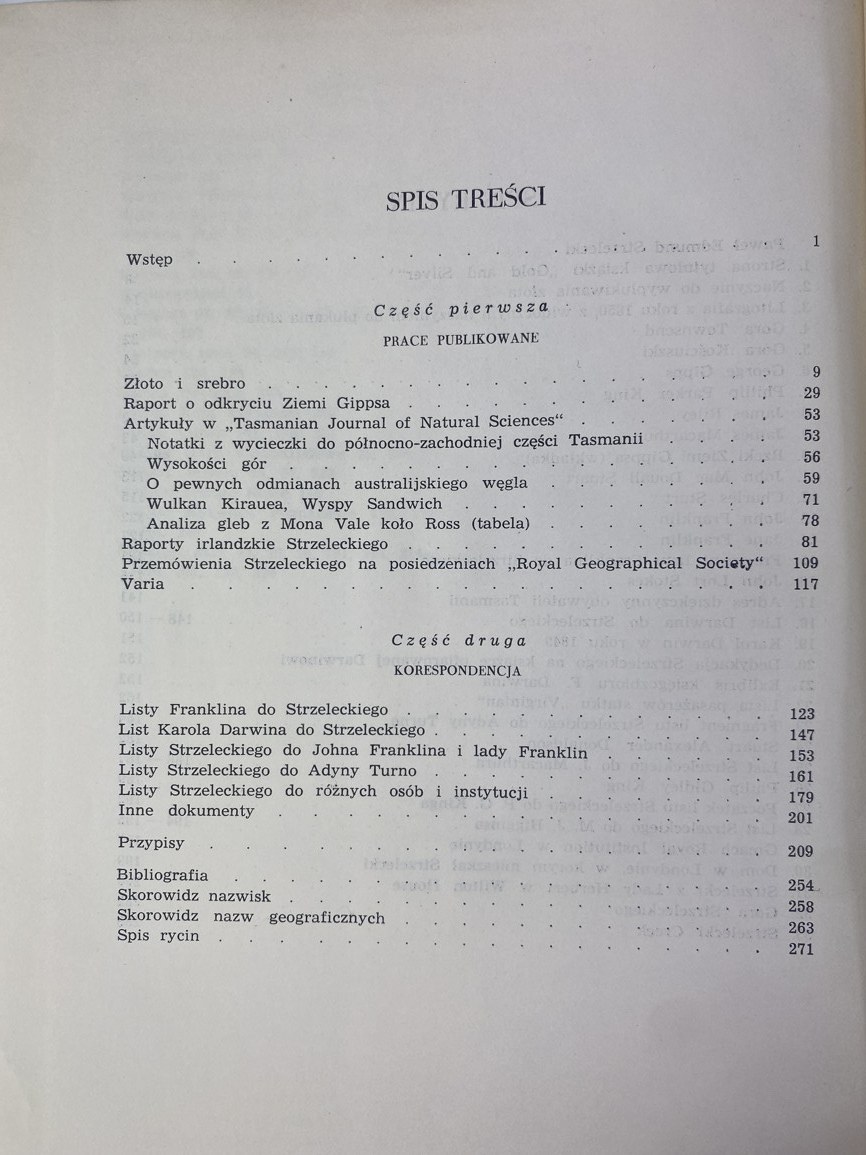 SPIS TREŚCI
Wstęp . . . . . . . . . . . . . . . . . . 1
Część pierwsza
PRACE PUBLIKOWANE
Złoto i srebro . . . . . . . . . . . . . . . . 9
Raport o odkryciu Ziemi Gippsa . . . . . . . . . . . 29
Artykuły w „Tasmanian Journal of Natural Sciences“ . . . . . . 53
Notatki z wycieczki do północno-zachodniej części Tasmanii . . . . 53
Wysokości gór . . . . . . . . . . . . . . . 56
O pewnych odmianach australijskiego węgla . . . . . . . 59
Wulkan Kirauea, Wyspy Sandwich . . . . . . . . . . 71
Analiza gleb z Mona Vale koło Ross (tabela) . . . . . . . 78
Raporty irlandzkie Strzeleckiego . . . . . . . . . . . 81
Przemówienia Strzeleckiego na posiedzeniach „Royal Geographical Society“ 109
Varia . . . . . . . . . . . . . . . . . . 117
Część druga
KORESPONDENCJA
Listy Franklina do Strzeleckiego . . . . . . . . . . . 123
List Karola Darwina do Strzeleckiego . . . . . . . . . . 147
Listy Strzeleckiego do Johna Franklina i lady Franklin . . . . . . 153
Listy Strzeleckiego do Adyny Turno . . . . . . . . . . 161
Listy Strzeleckiego do różnych osób i instytucji . . . . . . . 179
Inne dokumenty . . . . . . . . . . . . . . . 201
Przypisy . . . . . . . . . . . . . . . . . 209
Bibliografia . . . . . . . . . . . . . . . . 254
Skorowidz nazwisk . . . . . . . . . . . . . . 258
Skorowidz nazw geograficznych . . . . . . . . . . . 263
Spis rycin . . . . . . . . . . . . . . . . . 271